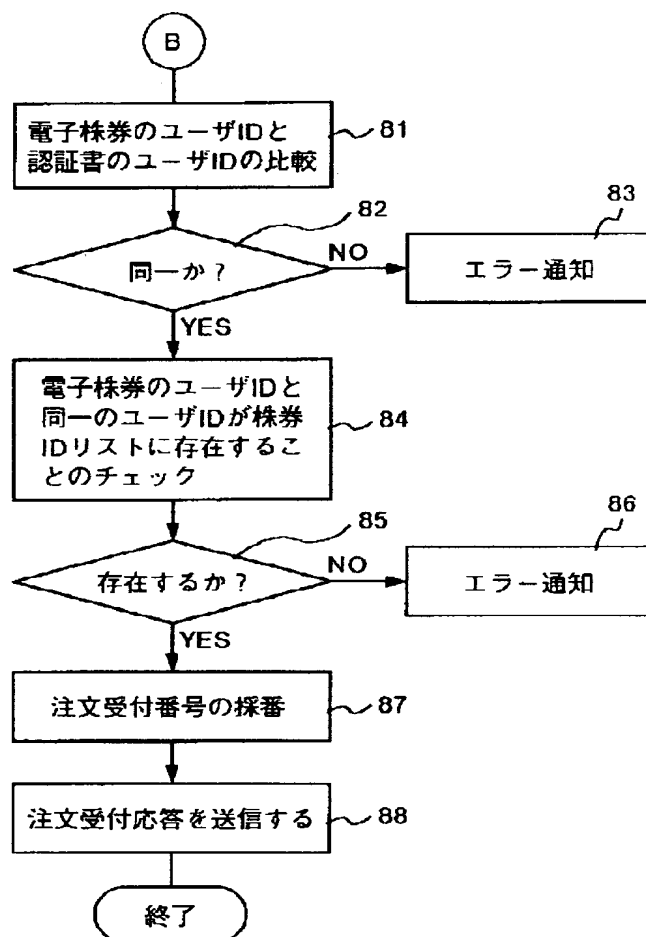 B
電子株券のユーザIDと
認証書のユーザIDの比較
81
82
同一か?
NO
83
エラー通知
YES
電子株券のユーザIDと
同一のユーザIDが株券
IDリストに存在するこ
とのチェック
84
85
存在するか?
NO
86
エラー通知
YES
注文受付番号の採番
87
注文受付応答を送信する
88
終了